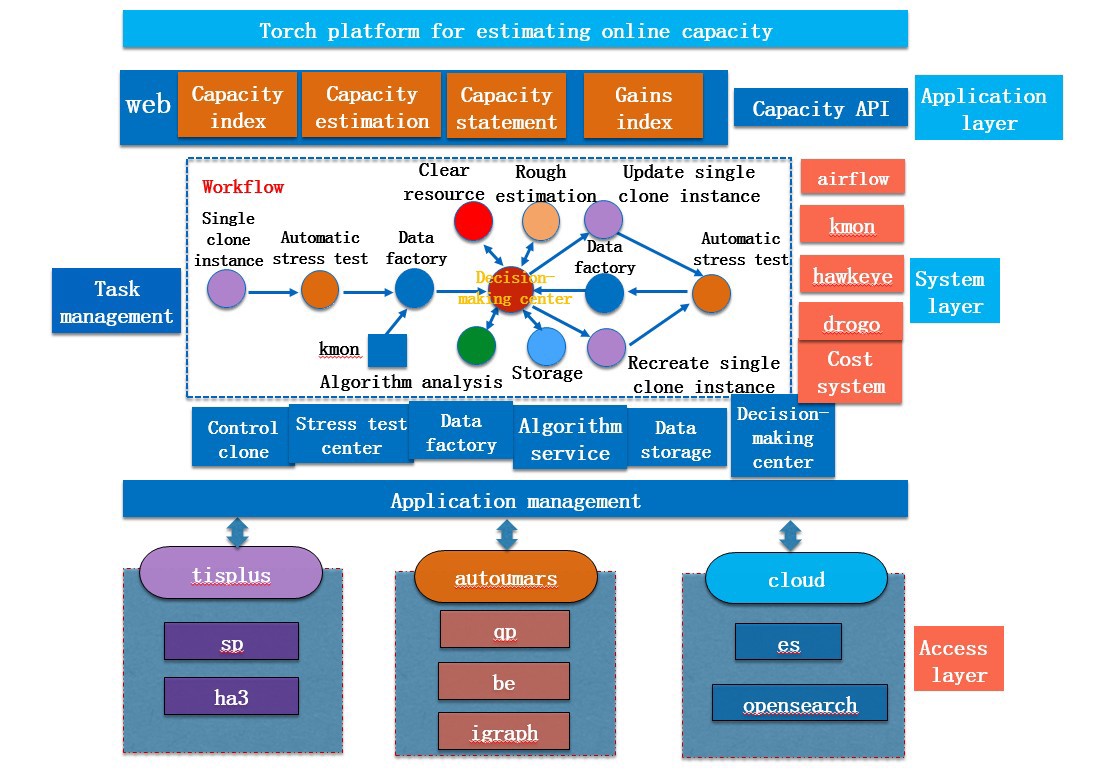 Torch platform for estimating online capacity
web
Capacity
index
Capacity
estimation
Capacity
statement
Gains
index
Capacity API
Application
layer
Workflow
Single
clone
instance
Automatic
stress test
Data
factory
Clear
resource
Rough
estimation
Update single
clone instance
Data
factory
Automatic
stress test
Decision-
making center
kmon
Algorithm analysis
Storage
Recreate single
clone instance
Task
management
airflow
kmon
hawkeye
drogo
Cost
system
System
layer
Control
clone
Stress test
center
Data
factory
Algorithm
service
Data
storage
Decision-
making
center
Application management
tisplus
sp
ha3
autoumars
qp
be
igraph
cloud
es
opensearch
Access
layer